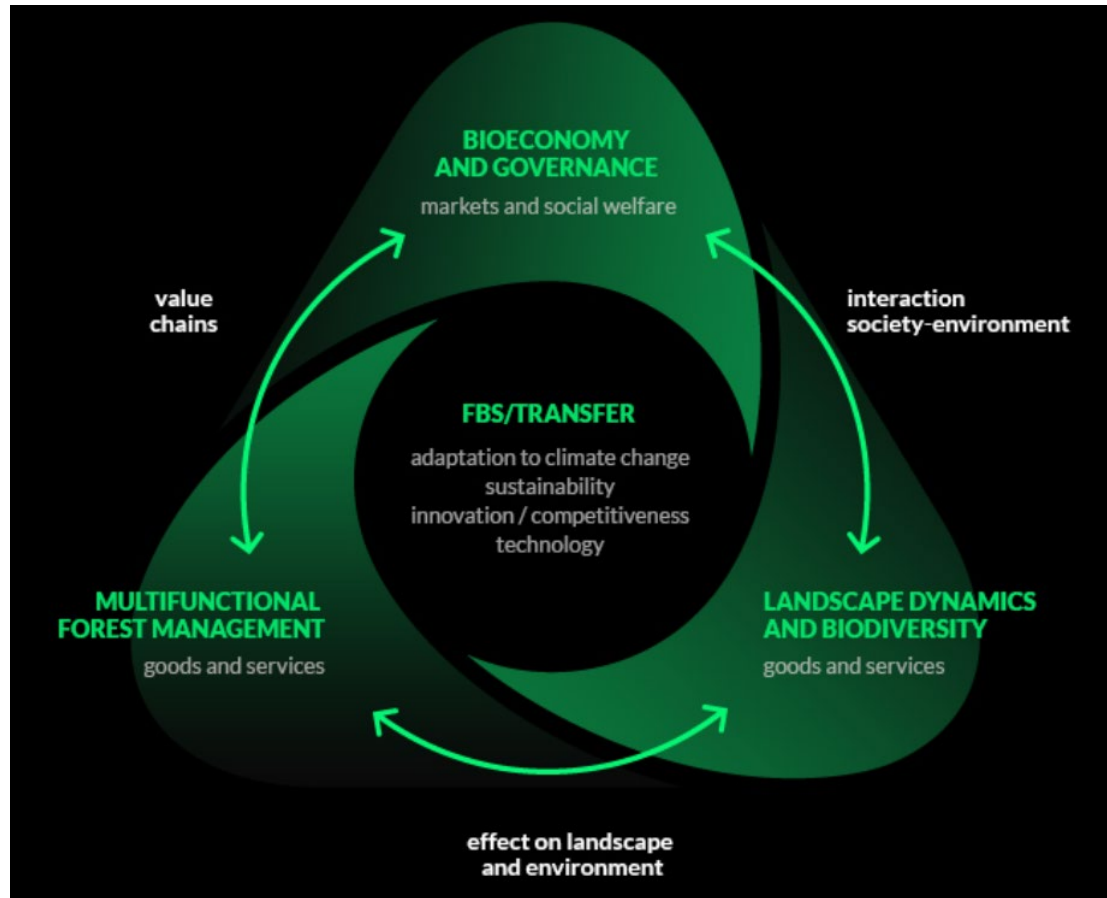 BIOECONOMY
AND GOVERNANCE
markets and social welfare
value
chains
interaction
society-environment
FBS/TRANSFER
adaptation to climate change
sustainability
innovation / competitiveness
technology
MULTIFUNCTIONAL
FOREST MANAGEMENT
goods and services
LANDSCAPE DYNAMICS
AND BIODIVERSITY
goods and services
effect on landscape
and environment